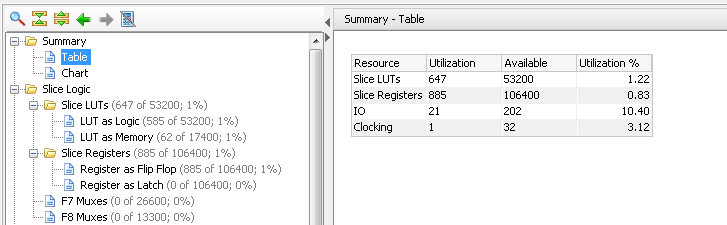 Summary
Table
Chart
Slice Logic
Slice LUTs (647 of 53200; 1%)
LUT as Logic (585 of 53200; 1%)
LUT as Memory (62 of 17400; 1%)
Slice Registers (885 of 106400; 1%)
Register as Flip Flop (885 of 106400; 1%)
Register as Latch (0 of 106400; 0%)
F7 Muxes (0 of 26600; 0%)
F8 Muxes (0 of 13300; 0%)
Summary - Table
Resource Utilization Available Utilization %
Slice LUTs 647 53200 1.22
Slice Registers 885 106400 0.83
IO 21 202 10.40
Clocking 1 32 3.12